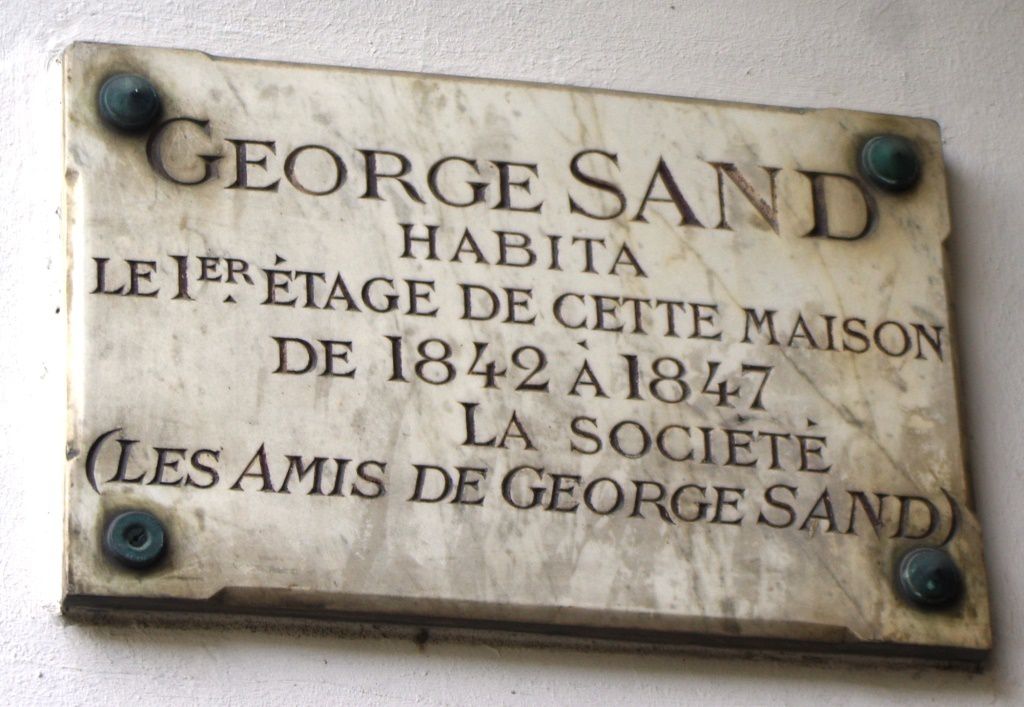 GEORGE SAND
HABITA
LE 1ER. ÉTAGE DE CETTE MAISON
DE 1842 À 1847
LA SOCIÉTÉ
(LES AMIS DE GEORGE SAND)